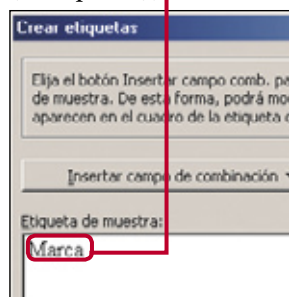 Crear etiquetas
Elija el botón Insertar campo comb. pa
de muestra. De esta forma, podrá mod
aparecen en el cuadro de la etiqueta d
Insertar campo de combinación
Etiqueta de muestra:
Marca